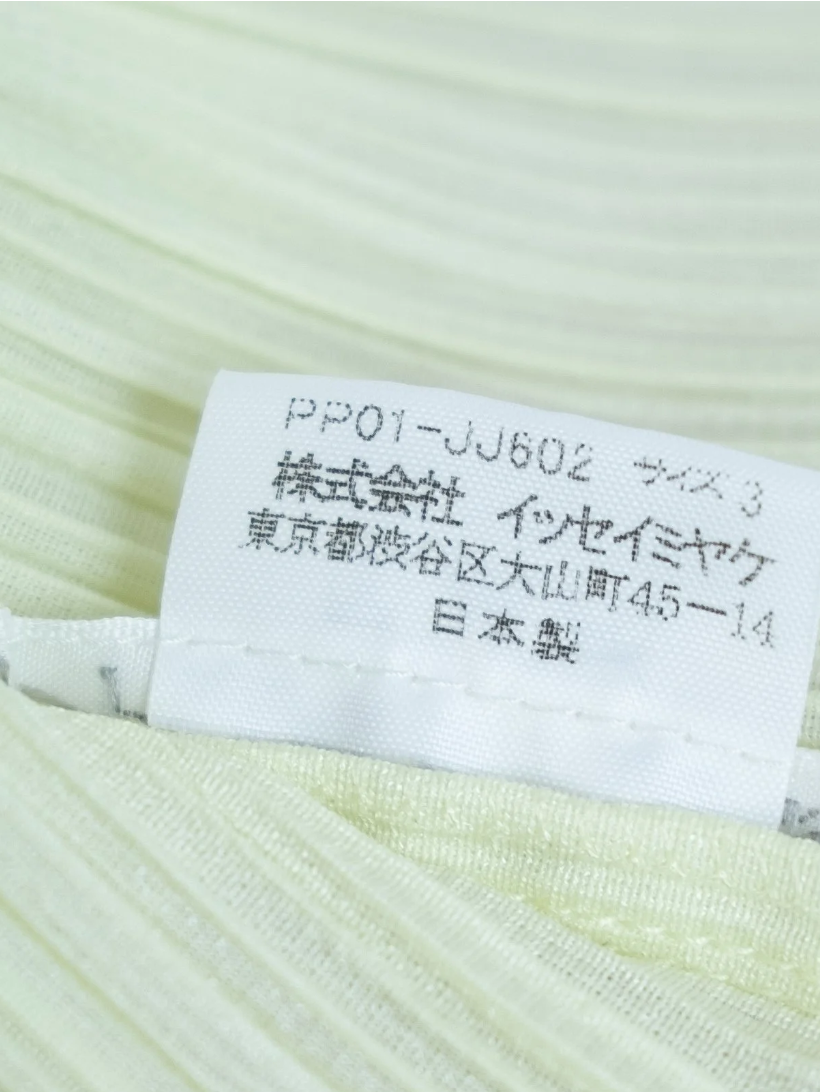 PP01-JJ602 サイズ 3
株式会社 イッセイミヤケ
東京都渋谷区大山町45ー14
日本製